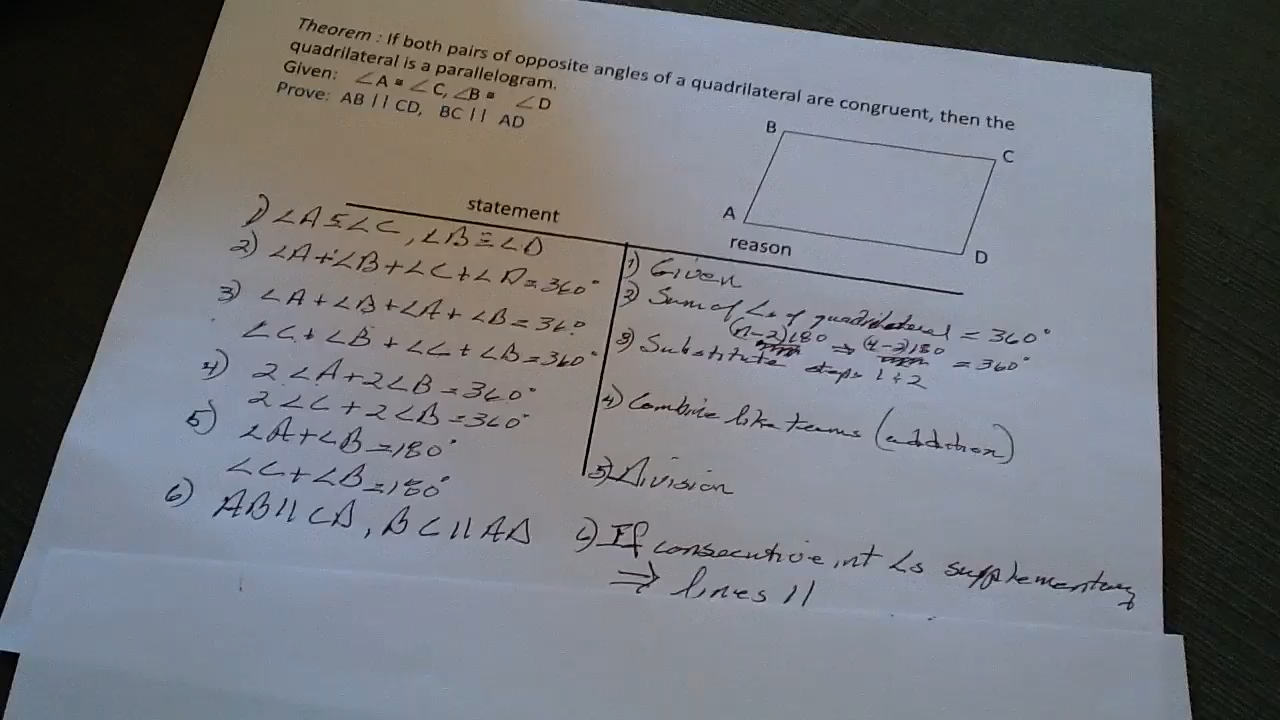 Theorem : If both pairs of opposite angles of a quadrilateral are congruent, then the
quadrilateral is a parallelogram.
Given: ∠A ≅ ∠C, ∠B ≅ ∠D
Prove: AB // CD, BC // AD
B
C
A
D
statement
reason
1) ∠A ≅ ∠C, ∠B ≅ ∠D
1) Given
2) ∠A + ∠B + ∠C + ∠D = 360°
2) Sum of ∠s of quadrilateral = 360°
(n-2)180 ⇒ (4-2)180 = 360°
3) ∠A + ∠B + ∠A + ∠B = 360°
∠C + ∠B + ∠C + ∠B = 360°
3) Substitute steps 1 + 2
4) 2∠A + 2∠B = 360°
2∠C + 2∠B = 360°
4) Combine like terms (addition)
5) ∠A + ∠B = 180°
∠C + ∠B = 180°
5) Division
6) AB // CD, BC // AD
6) If consecutive int ∠s supplementary
⇒ lines //